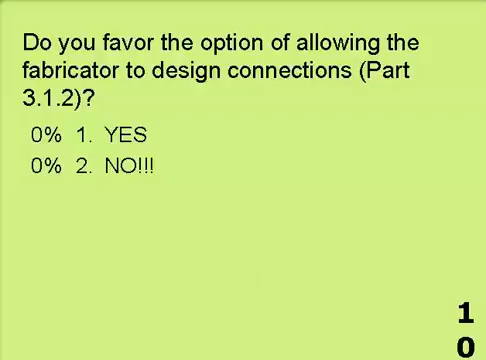 Do you favor the option of allowing the
fabricator to design connections (Part
3.1.2)?
0% 1. YES
0% 2. NO!!!
1
0